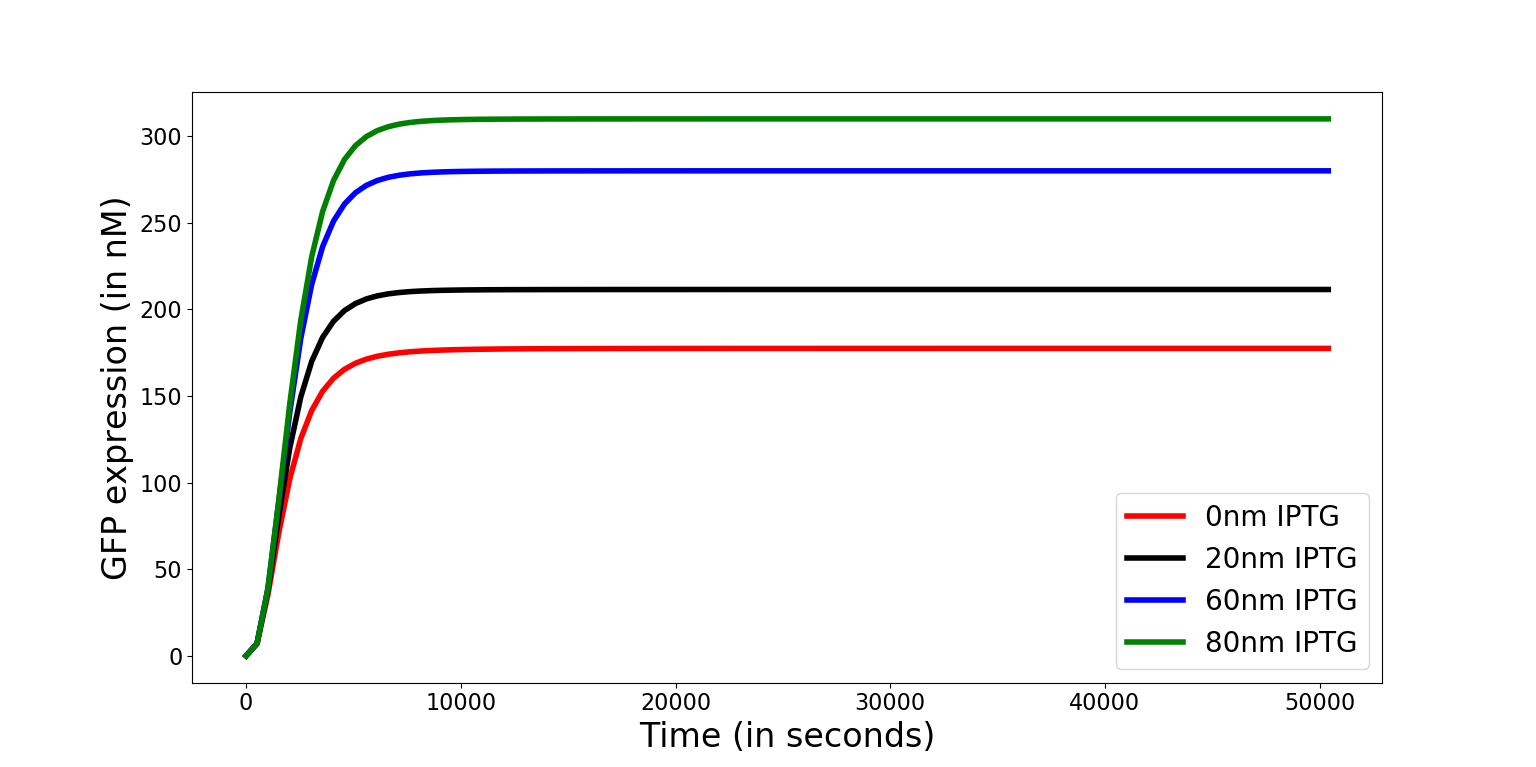 GFP expression (in nM)
300
250
200
150
100
50
0
0nm IPTG
20nm IPTG
60nm IPTG
80nm IPTG
0 10000 20000 30000 40000 50000
Time (in seconds)